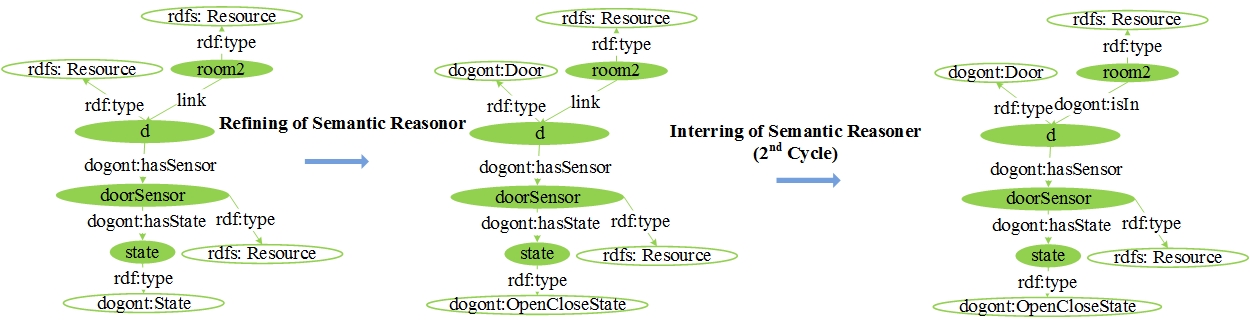 rdfs: Resource
rdf:type
rdfs: Resource
room2
rdf:type
link
d
dogont:hasSensor
doorSensor
dogont:hasState
rdf:type
state
rdfs: Resource
rdf:type
dogont:State
Refining of Semantic Reasonor
rdfs: Resource
rdf:type
dogont:Door
room2
rdf:type
link
d
dogont:hasSensor
doorSensor
dogont:hasState
rdf:type
state
rdfs: Resource
rdf:type
dogont:OpenCloseState
Interring of Semantic Reasoner
(2nd Cycle)
rdfs: Resource
rdf:type
dogont:Door
room2
rdf:type
dogont:isIn
d
dogont:hasSensor
doorSensor
dogont:hasState
rdf:type
state
rdfs: Resource
rdf:type
dogont:OpenCloseState